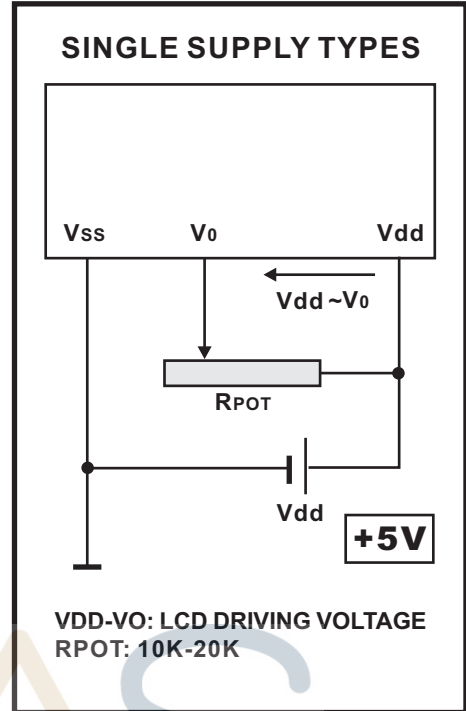 SINGLE SUPPLY TYPES
Vss V0 Vdd
Vdd ~V0
RPOT
Vdd
+5V
VDD-VO: LCD DRIVING VOLTAGE
RPOT: 10K-20K